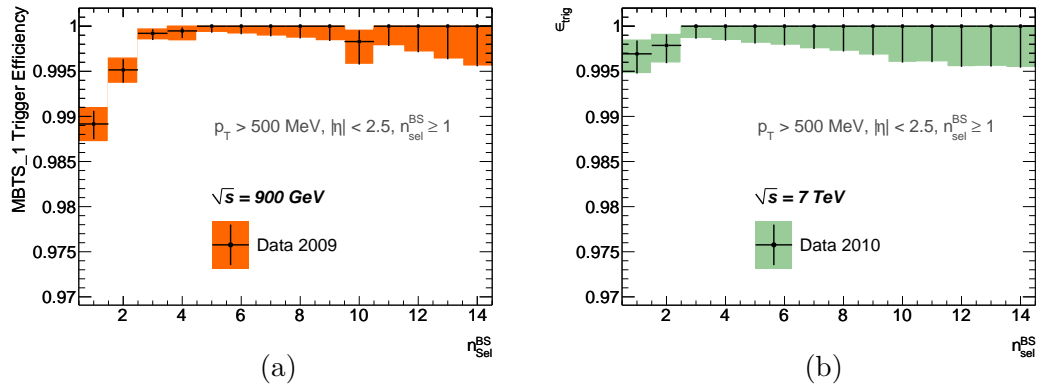 MBTS_1 Trigger Efficiency
1
0.995
0.99
0.985
0.98
0.975
0.97
p_T > 500 MeV, |η| < 2.5, n_sel^BS ≥ 1
√s = 900 GeV
Data 2009
2 4 6 8 10 12 14
n_Sel^BS
(a)
ϵ_trig
1
0.995
0.99
0.985
0.98
0.975
0.97
p_T > 500 MeV, |η| < 2.5, n_sel^BS ≥ 1
√s = 7 TeV
Data 2010
2 4 6 8 10 12 14
n_sel^BS
(b)